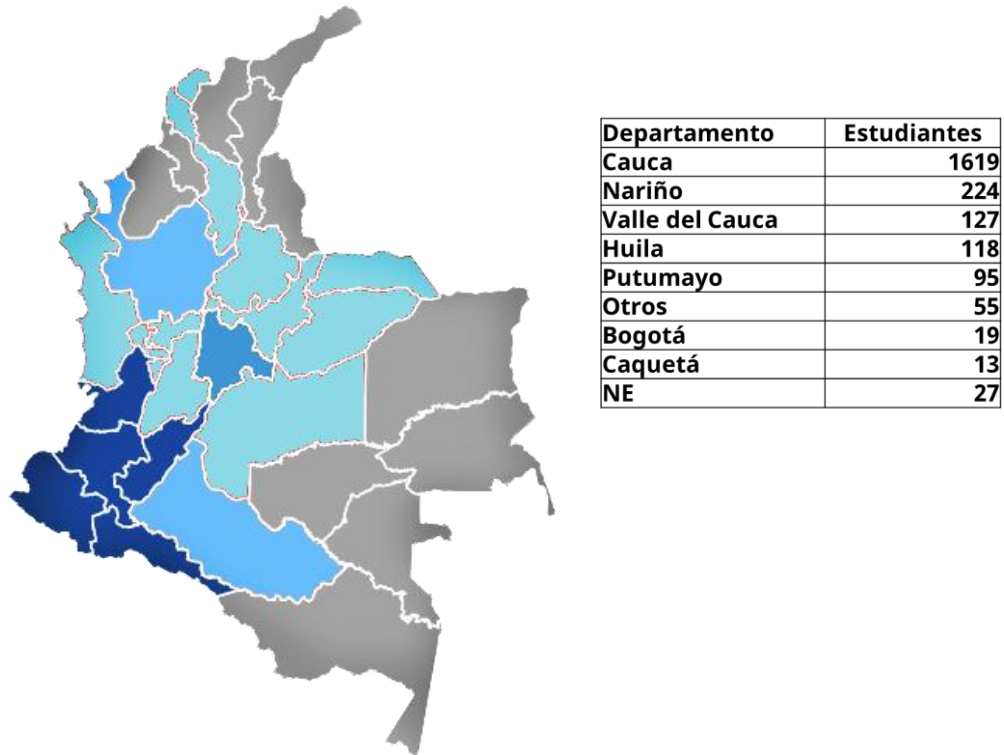 Departamento Estudiantes
Cauca 1619
Nariño 224
Valle del Cauca 127
Huila 118
Putumayo 95
Otros 55
Bogotá 19
Caquetá 13
NE 27